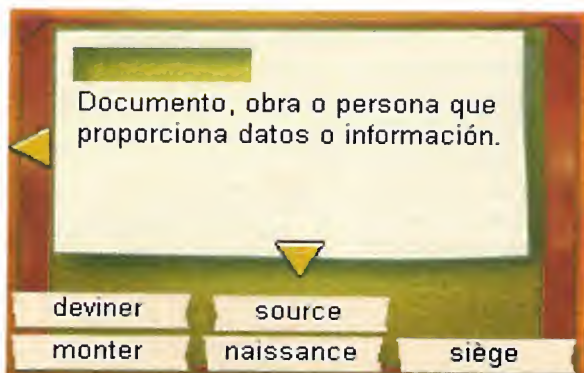 Documento, obra o persona que
proporciona datos o información.
deviner
source
monter
naissance
siège